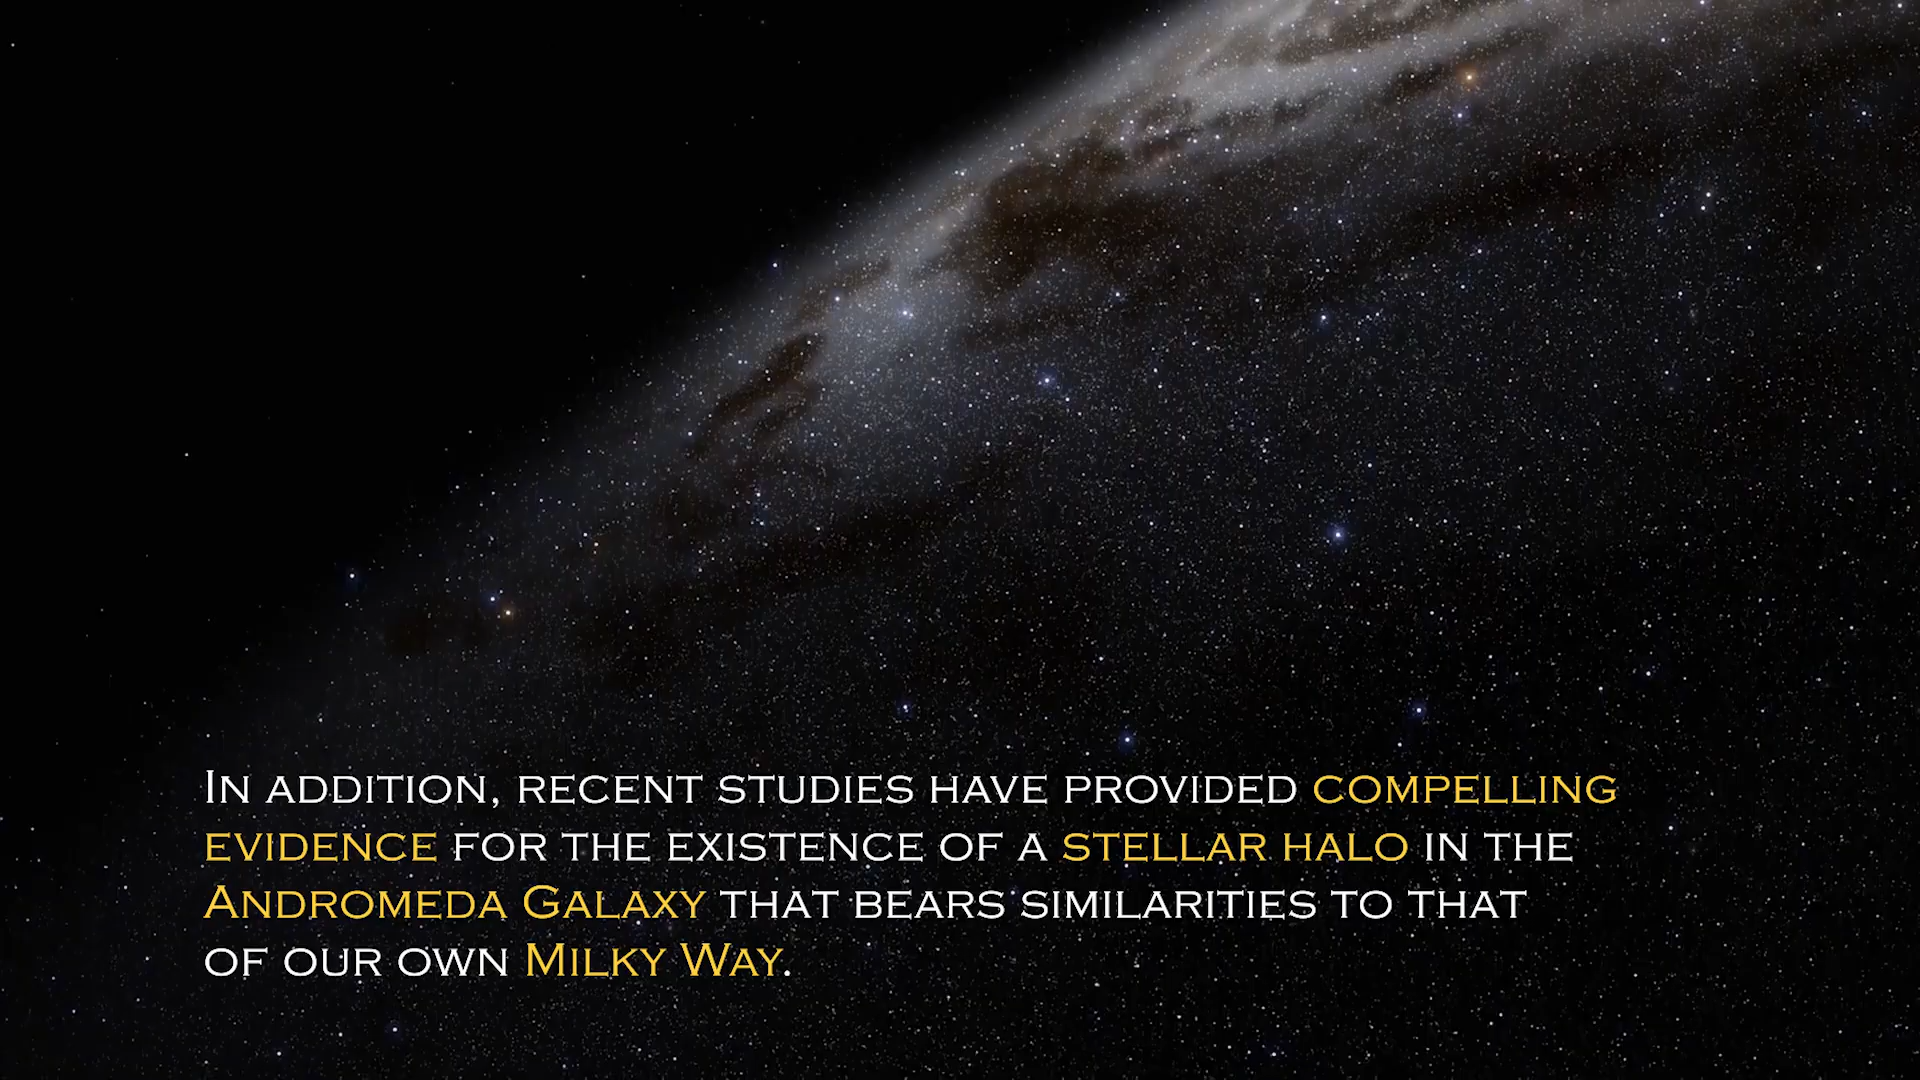 In addition, recent studies have provided compelling
evidence for the existence of a stellar halo in the
Andromeda Galaxy that bears similarities to that
of our own Milky Way.